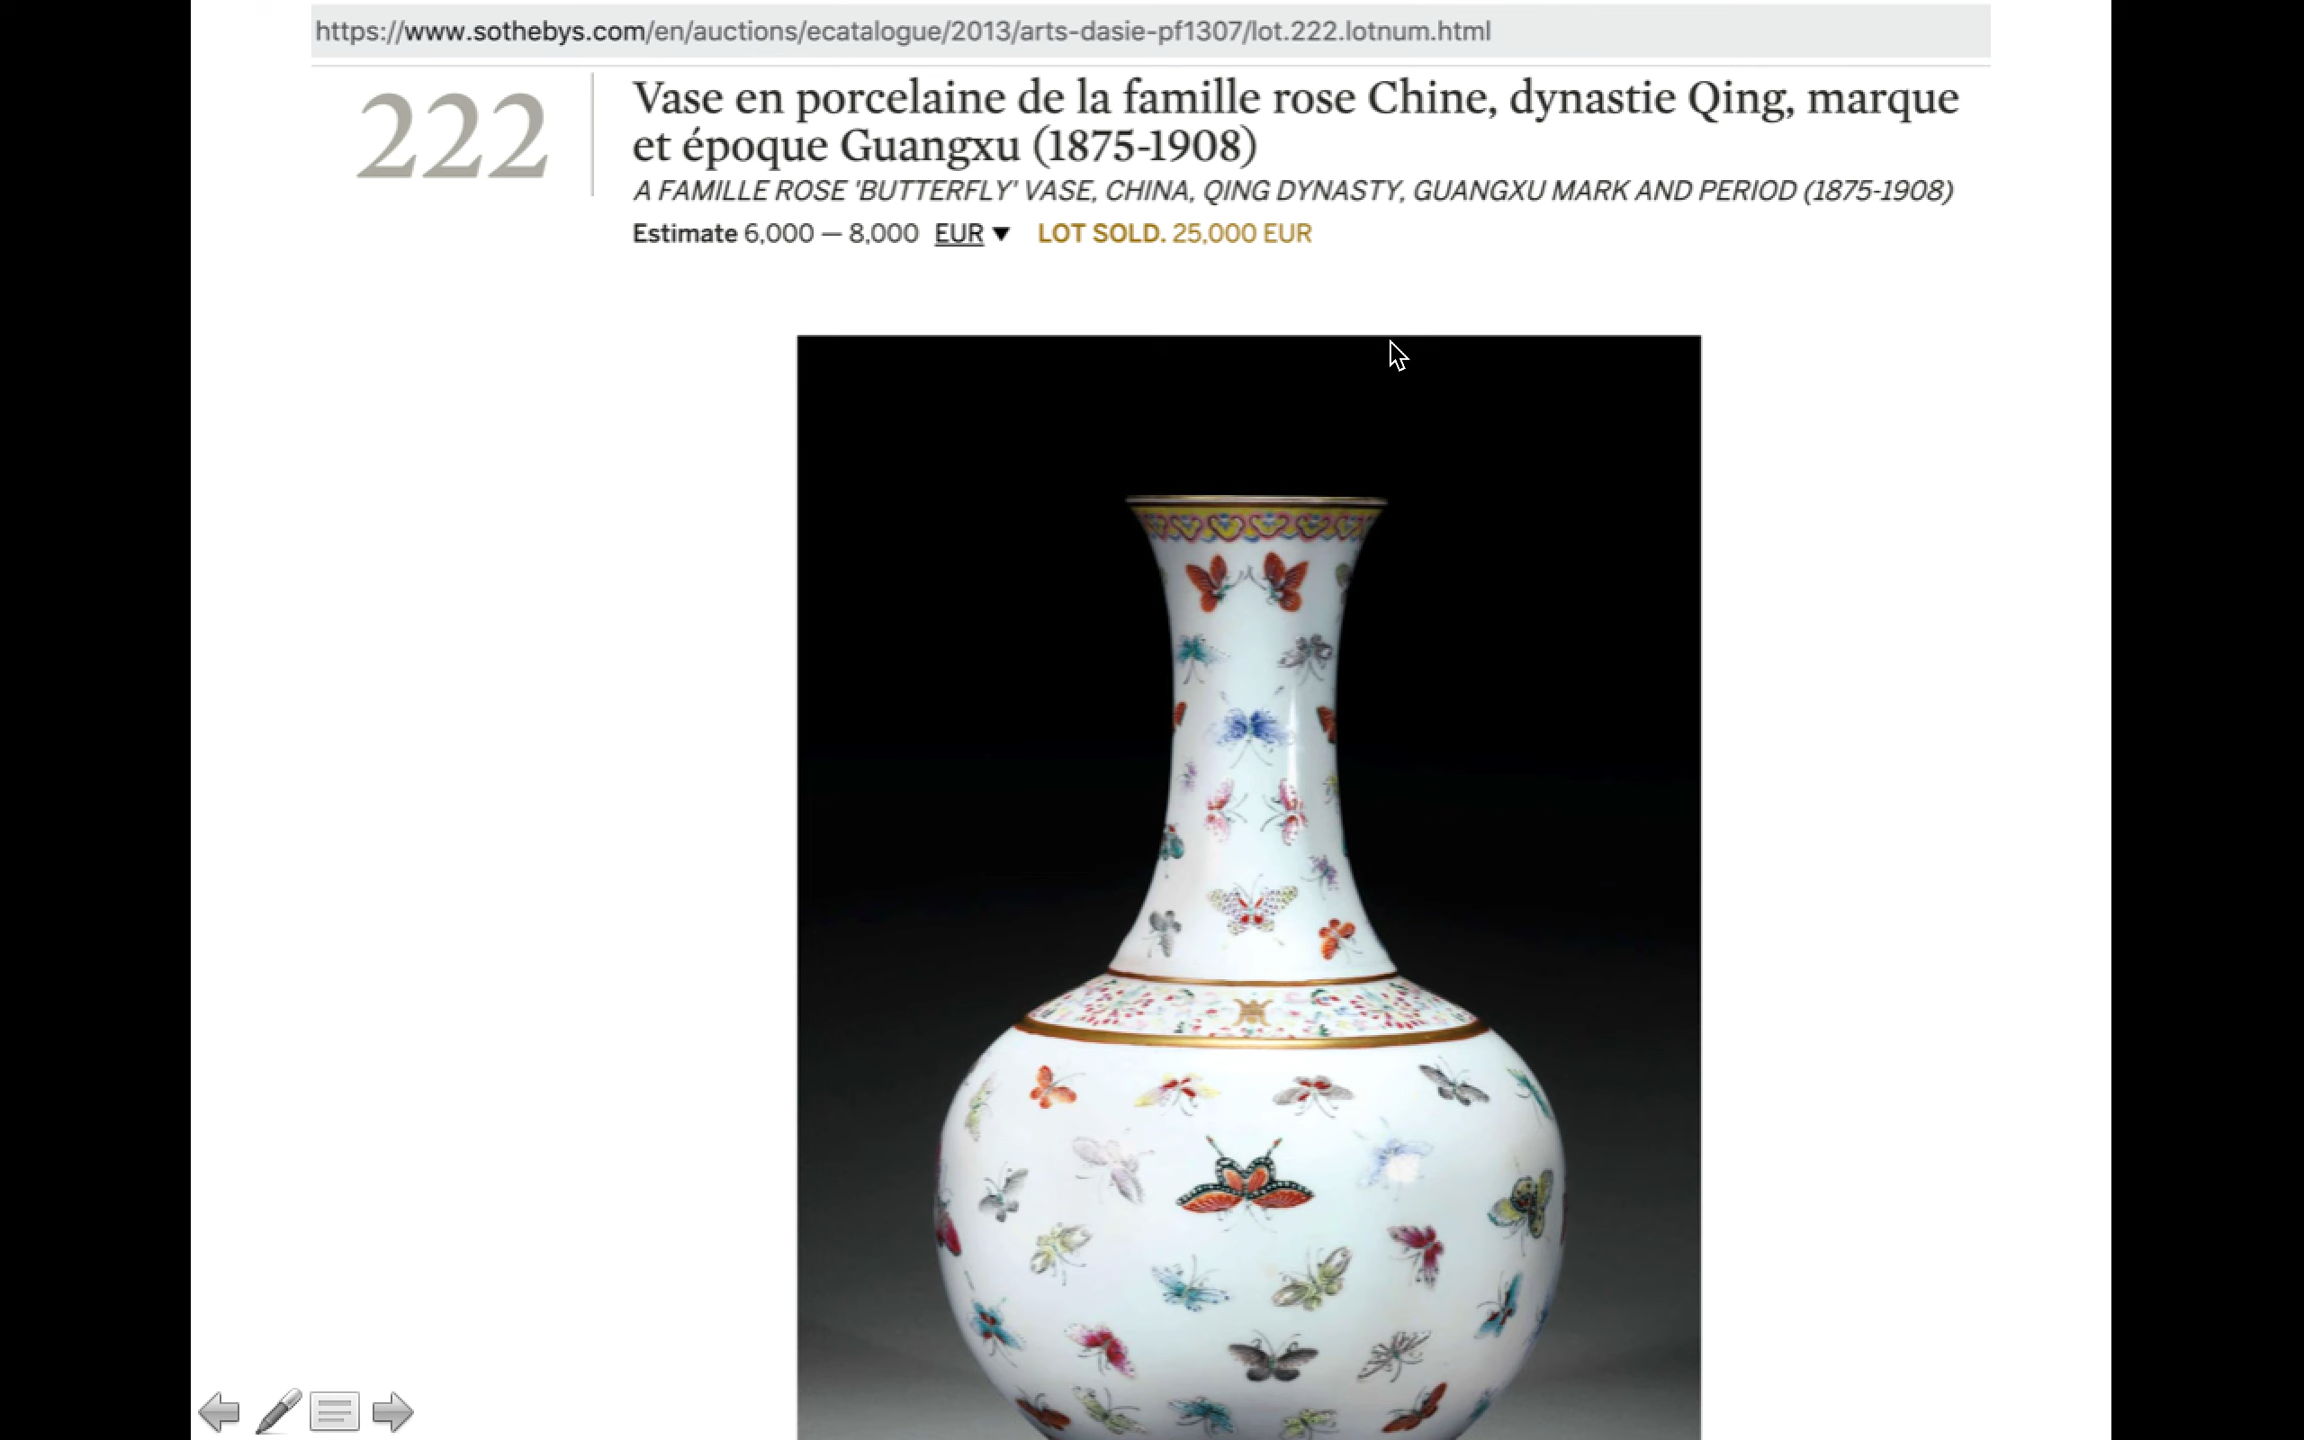 https://www.sothebys.com/en/auctions/ecatalogue/2013/arts-dasie-pf1307/lot.222.lotnum.html
222
Vase en porcelaine de la famille rose Chine, dynastie Qing, marque
et époque Guangxu (1875-1908)
A FAMILLE ROSE 'BUTTERFLY' VASE, CHINA, QING DYNASTY, GUANGXU MARK AND PERIOD (1875-1908)
Estimate 6,000 — 8,000 EUR ▼ LOT SOLD. 25,000 EUR